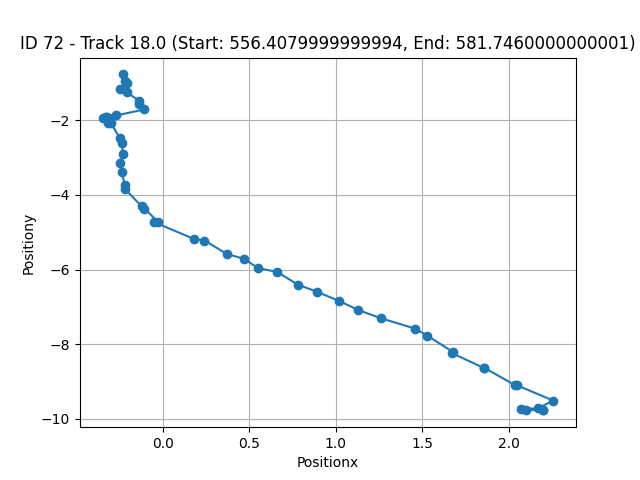 ID 72 - Track 18.0 (Start: 556.4079999999994, End: 581.7460000000001)
Positiony
−2
−4
−6
−8
−10
0.0 0.5 1.0 1.5 2.0
Positionx